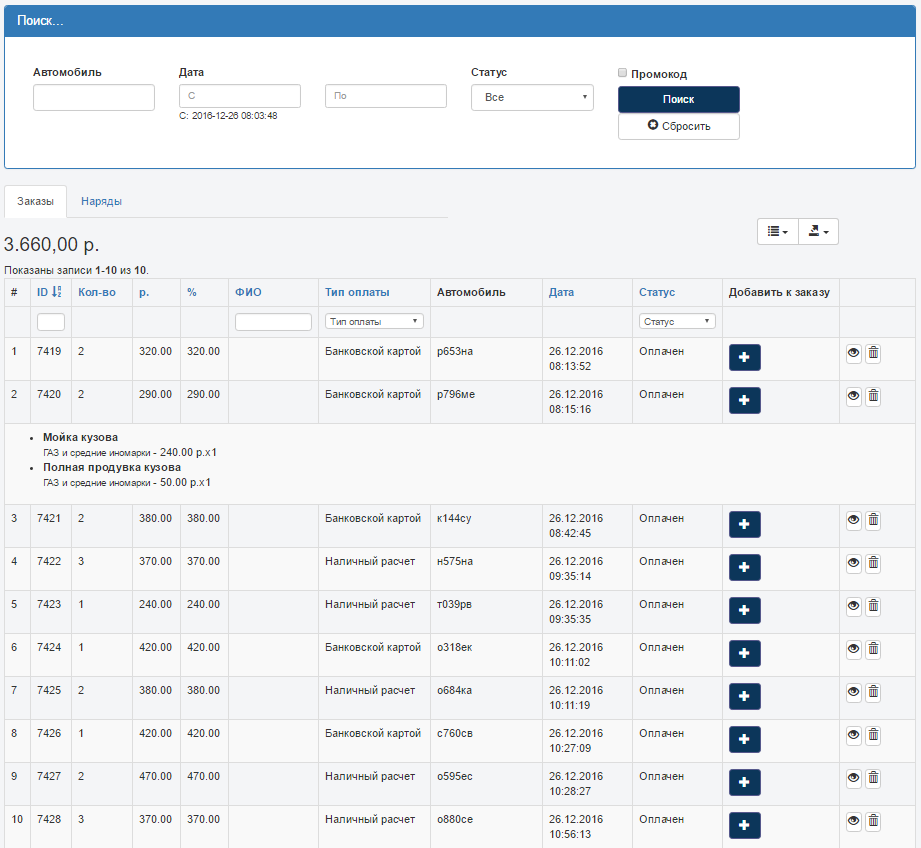 Поиск...
Автомобиль Дата Статус Промокод
С По Все Поиск
С: 2016-12-26 08:03:48
Сбросить
Заказы Наряды
3.660,00 р.
Показаны записи 1-10 из 10.
# ID Кол-во р. % ФИО Тип оплаты Автомобиль Дата Статус Добавить к заказу
Тип оплаты Статус
1 7419 2 320.00 320.00 Банковской картой р653на 26.12.2016 Оплачен
08:13:52
2 7420 2 290.00 290.00 Банковской картой р796ме 26.12.2016 Оплачен
08:15:16
Мойка кузова
ГАЗ и средние иномарки - 240.00 р.x1
Полная продувка кузова
ГАЗ и средние иномарки - 50.00 р.x1
3 7421 2 380.00 380.00 Банковской картой к144су 26.12.2016 Оплачен
08:42:45
4 7422 3 370.00 370.00 Наличный расчет н575на 26.12.2016 Оплачен
09:35:14
5 7423 1 240.00 240.00 Наличный расчет т039рв 26.12.2016 Оплачен
09:35:35
6 7424 1 420.00 420.00 Банковской картой о318ек 26.12.2016 Оплачен
10:11:02
7 7425 2 380.00 380.00 Наличный расчет о684ка 26.12.2016 Оплачен
10:11:19
8 7426 1 420.00 420.00 Банковской картой с760св 26.12.2016 Оплачен
10:27:09
9 7427 2 470.00 470.00 Наличный расчет о595ес 26.12.2016 Оплачен
10:28:27
10 7428 3 370.00 370.00 Наличный расчет о880се 26.12.2016 Оплачен
10:56:13